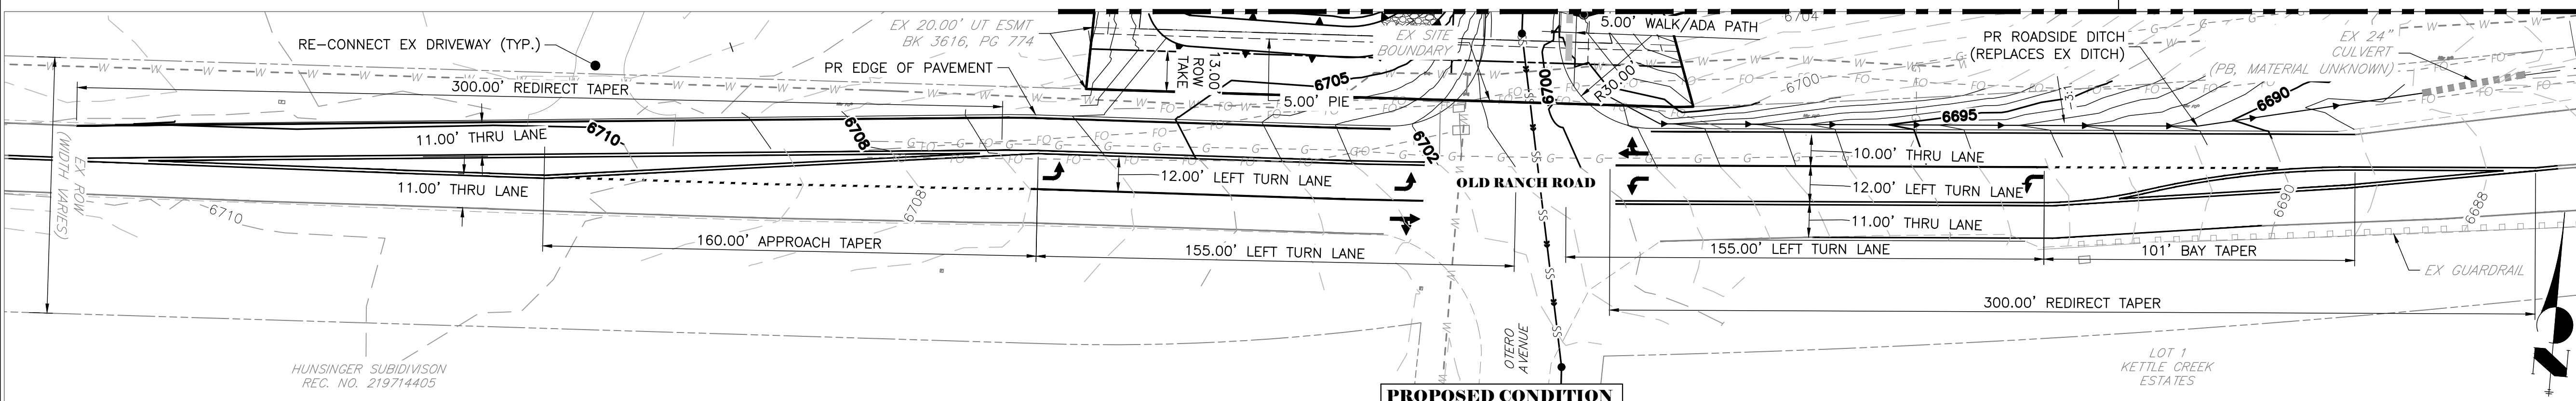 RE-CONNECT EX DRIVEWAY (TYP.)
EX 20.00' UT ESMT
BK 3616, PG 774
PR EDGE OF PAVEMENT
300.00' REDIRECT TAPER
11.00' THRU LANE
11.00' THRU LANE
EX ROW
(WIDTH VARIES)
6710
6710
6708
6708
160.00' APPROACH TAPER
155.00' LEFT TURN LANE
12.00' LEFT TURN LANE
13.00'
ROW
TAKE
6705
5.00' PIE
EX SITE
BOUNDARY
6702
6700
5.00' WALK/ADA PATH
R30.00'
6704
6700
OLD RANCH ROAD
OTERO
AVENUE
PR ROADSIDE DITCH
(REPLACES EX DITCH)
EX 24"
CULVERT
(PB, MATERIAL UNKNOWN)
6695
6690
10.00' THRU LANE
12.00' LEFT TURN LANE
11.00' THRU LANE
155.00' LEFT TURN LANE
101' BAY TAPER
6690
6688
EX GUARDRAIL
300.00' REDIRECT TAPER
HUNSINGER SUBIDIVISON
REC. NO. 219714405
LOT 1
KETTLE CREEK
ESTATES
PROPOSED CONDITION
N